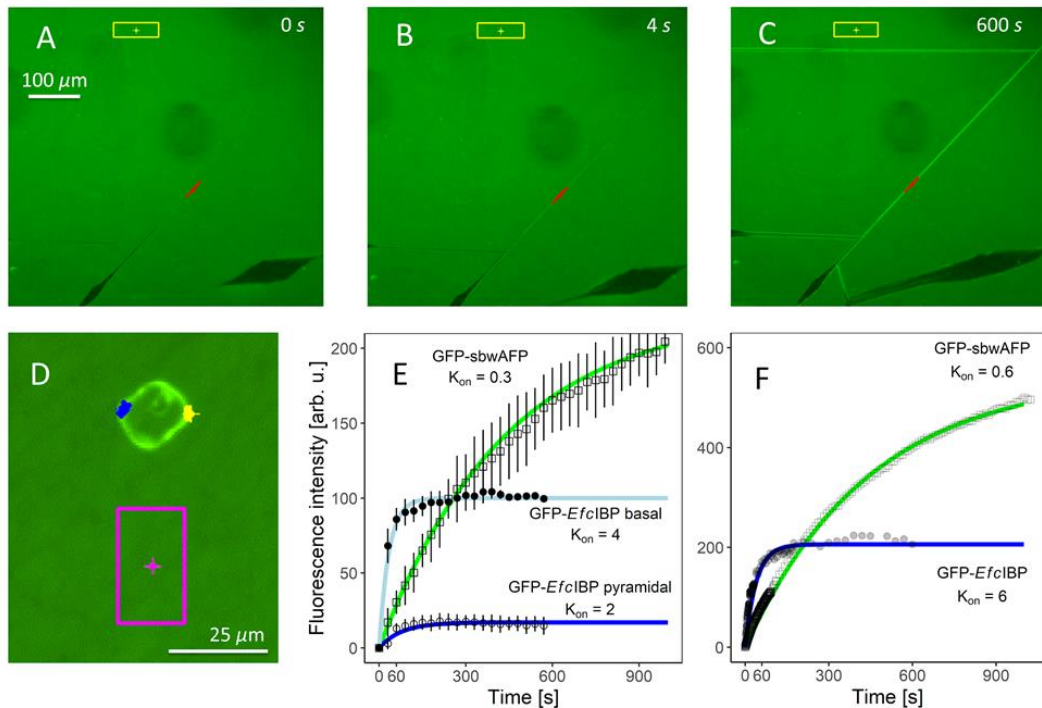 A
0 s
100 μm
B
4 s
C
600 s
D
25 μm
E
Fluorescence intensity [arb. u.]
200
150
100
50
0
GFP-sbwAFP
Kon = 0.3
GFP-EfcIBP basal
Kon = 4
GFP-EfcIBP pyramidal
Kon = 2
0 60 300 600 900
Time [s]
F
600
400
200
0
GFP-sbwAFP
Kon = 0.6
GFP-EfcIBP
Kon = 6
0 60 300 600 900
Time [s]